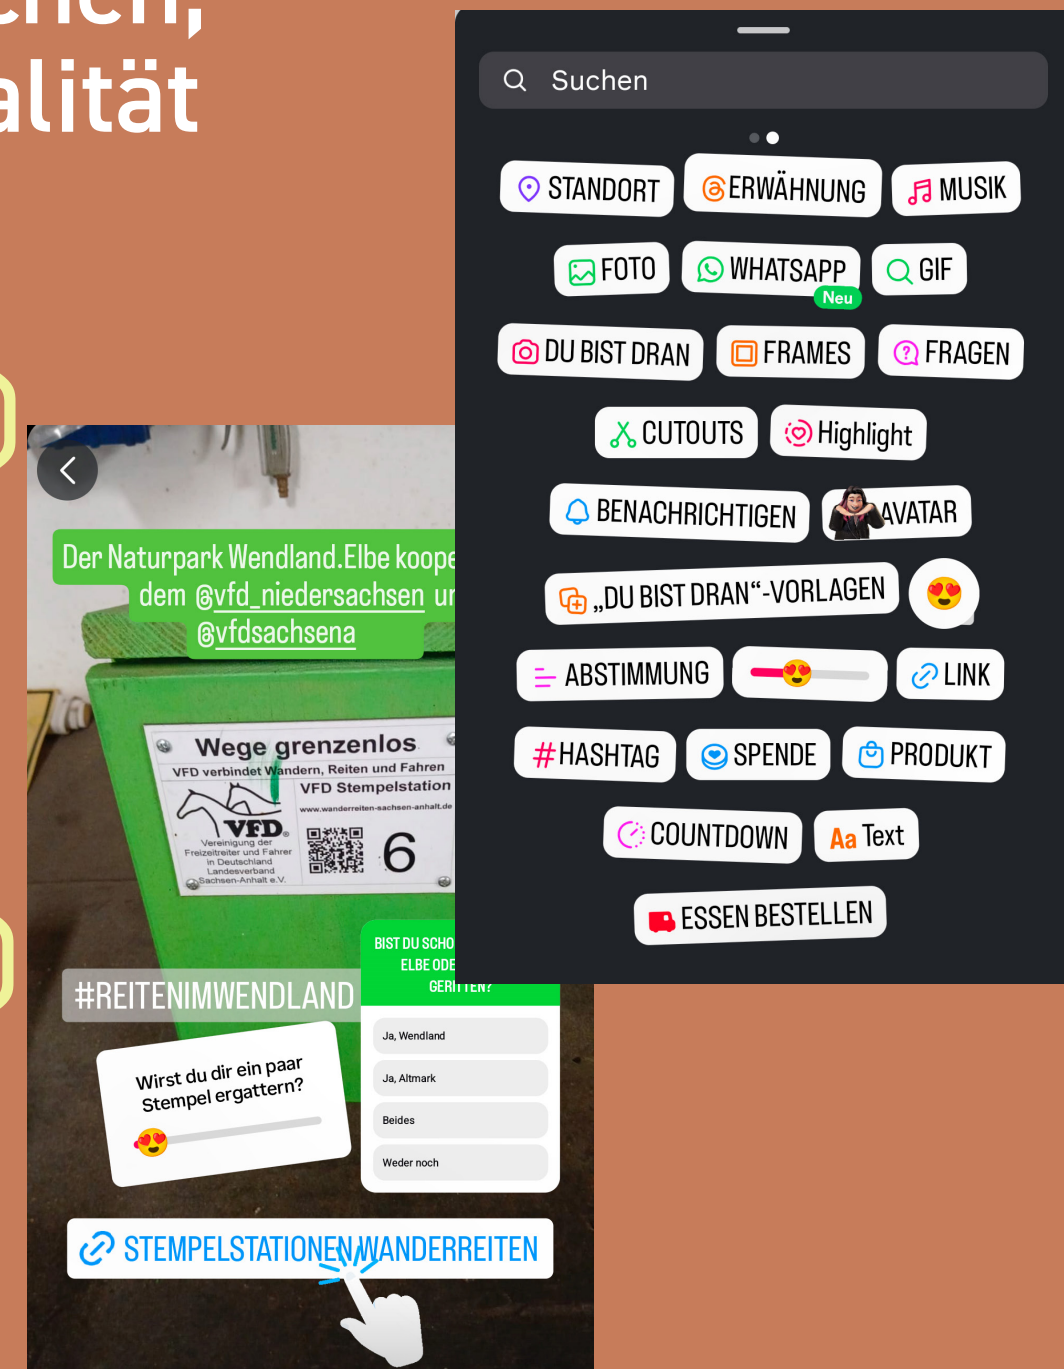 alität
Suchen
STANDORT
ERWÄHNUNG
MUSIK
FOTO
WHATSAPP
Neu
GIF
DU BIST DRAN
FRAMES
FRAGEN
CUTOUTS
Highlight
BENACHRICHTIGEN
AVATAR
„DU BIST DRAN“-VORLAGEN
ABSTIMMUNG
LINK
#HASHTAG
SPENDE
PRODUKT
COUNTDOWN
Aa Text
ESSEN BESTELLEN
Der Naturpark Wendland.Elbe koope
dem @vfd_niedersachsen
@vfdsachsena
Wege grenzenlos
VFD verbindet Wandern, Reiten und Fahren
VFD Stempelstation
www.wanderreiten-sachsen-anhalt.de
VFD®
Vereinigung der
Freizeitreiter und Fahrer
in Deutschland
Landesverband
Sachsen-Anhalt e.V.
6
#REITENIMWENDLAND
BIST DU SCHO
ELBE ODE
GERITTEN?
Ja, Wendland
Ja, Altmark
Beides
Weder noch
Wirst du dir ein paar
Stempel ergattern?
STEMPELSTATIONEN WANDERREITEN